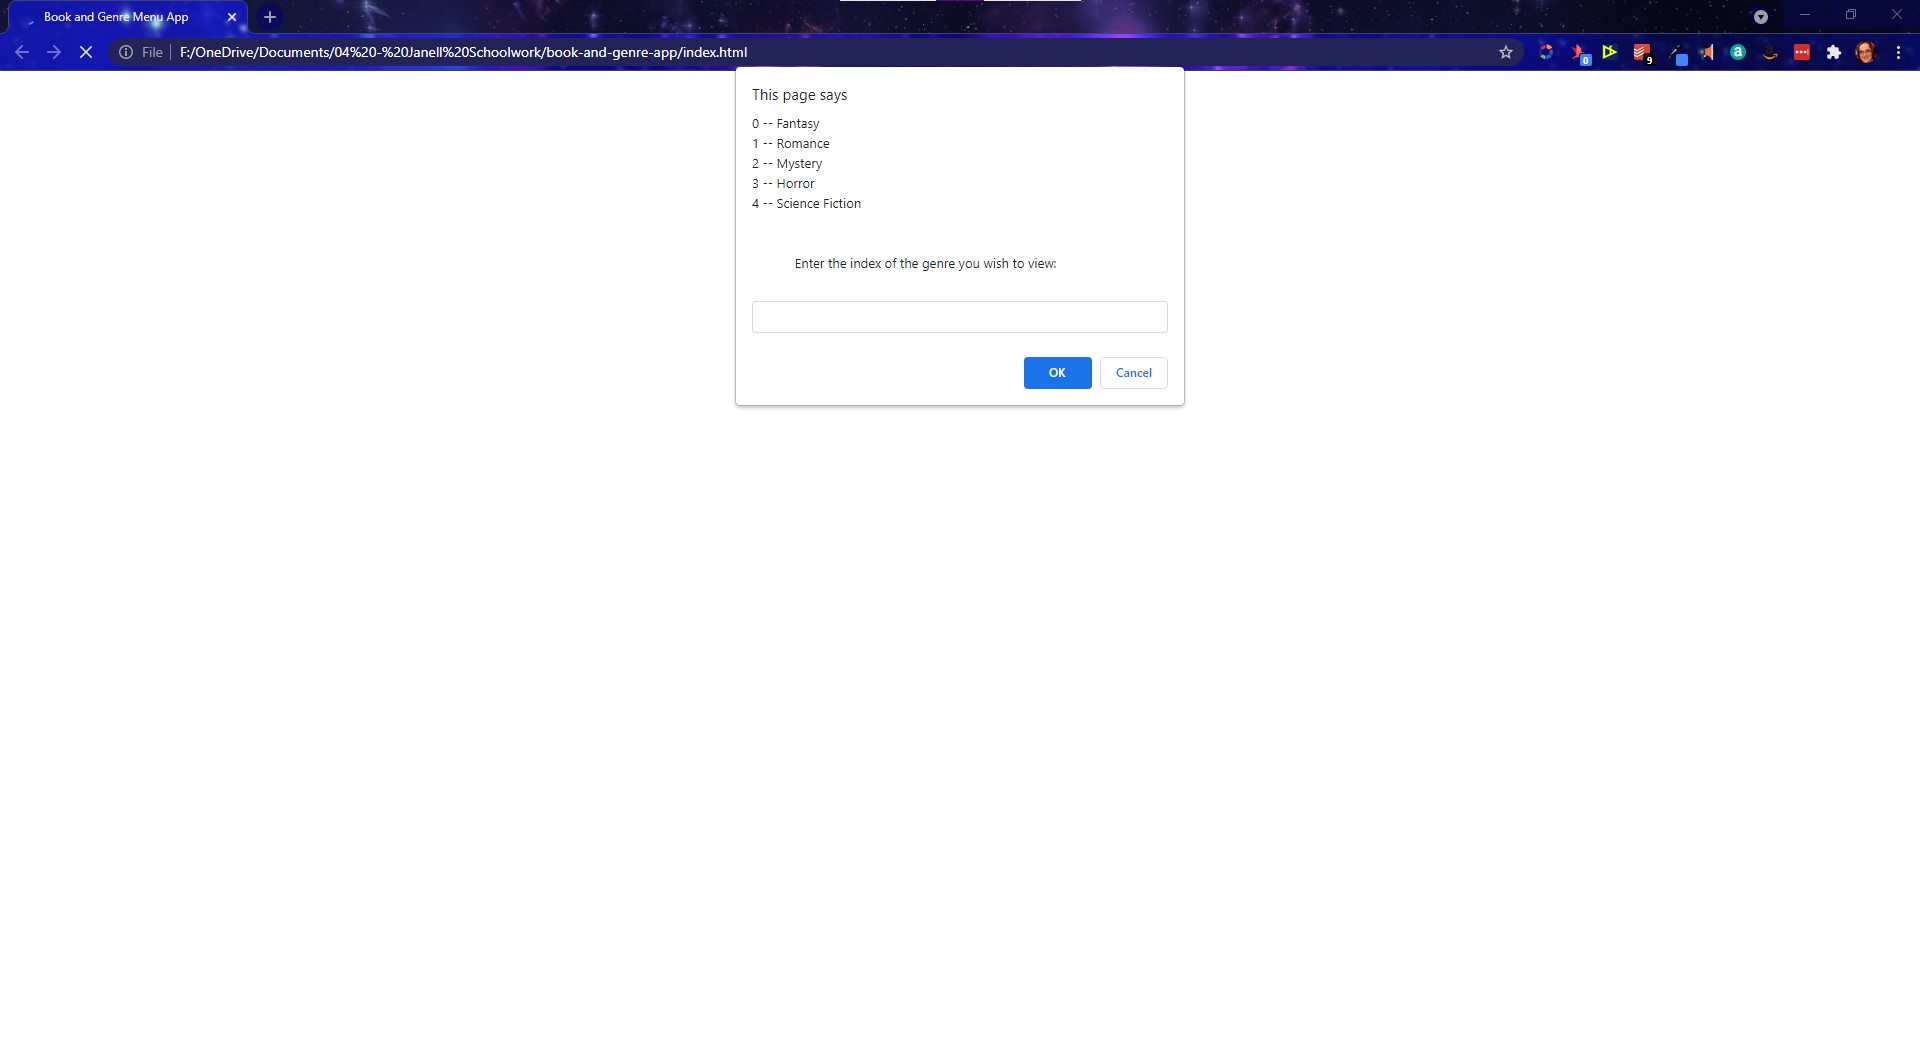 Book and Genre Menu App
File F:/OneDrive/Documents/04%20-%20Janell%20Schoolwork/book-and-genre-app/index.html
0
9
a
This page says
0 -- Fantasy
1 -- Romance
2 -- Mystery
3 -- Horror
4 -- Science Fiction
Enter the index of the genre you wish to view:
OK Cancel